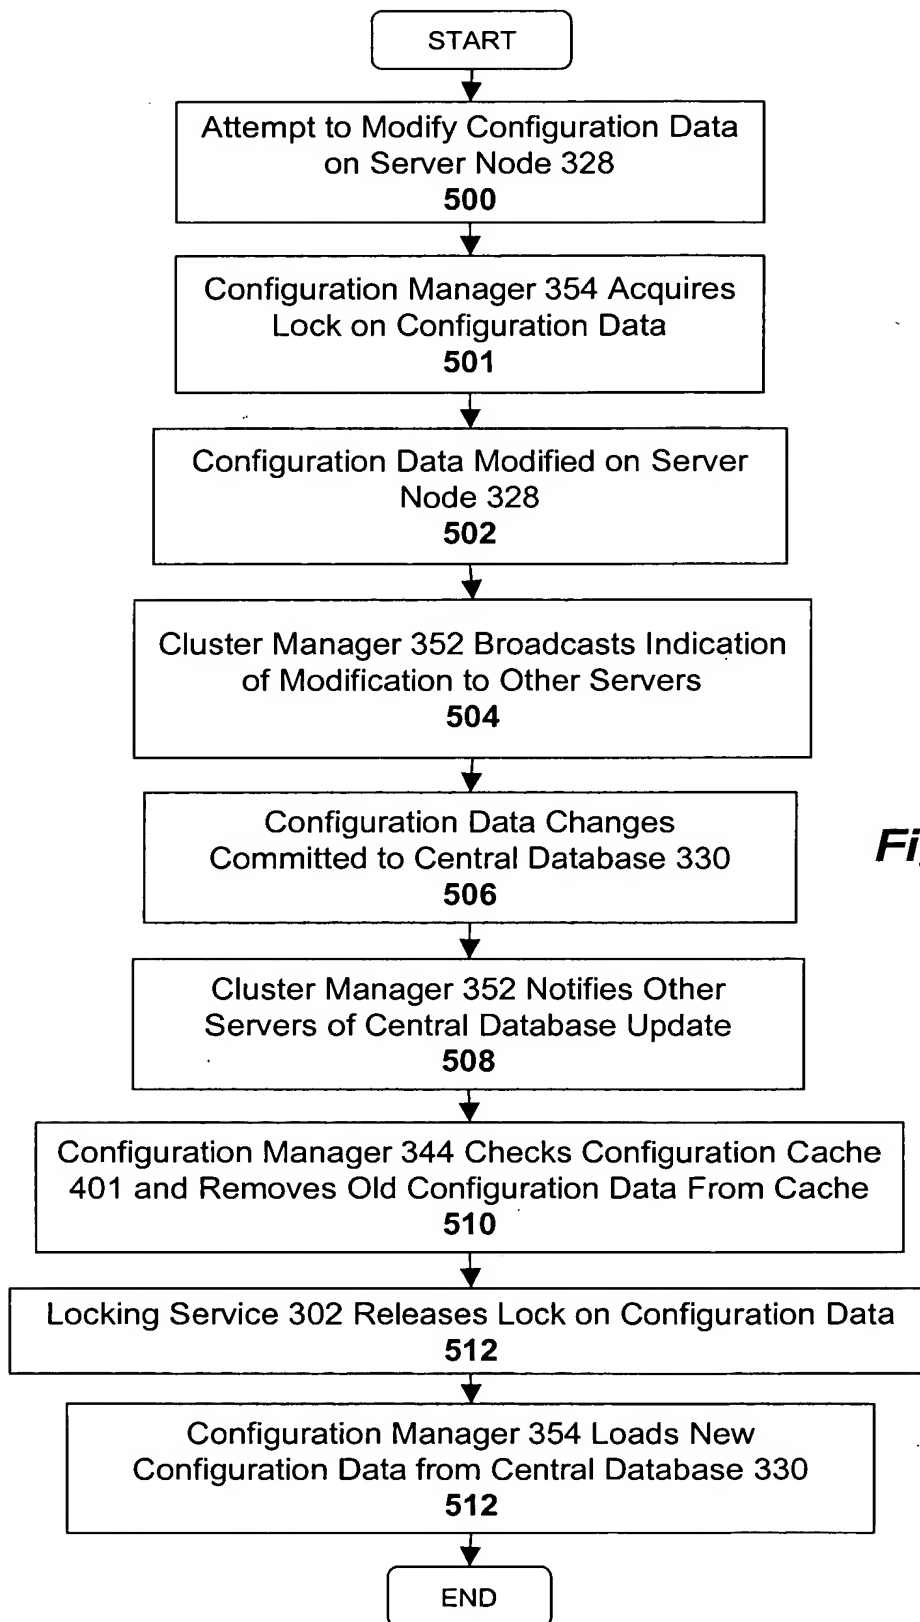 START
Attempt to Modify Configuration Data
on Server Node 328
500
Configuration Manager 354 Acquires
Lock on Configuration Data
501
Configuration Data Modified on Server
Node 328
502
Cluster Manager 352 Broadcasts Indication
of Modification to Other Servers
504
Configuration Data Changes
Committed to Central Database 330
506
Cluster Manager 352 Notifies Other
Servers of Central Database Update
508
Configuration Manager 344 Checks Configuration Cache
401 and Removes Old Configuration Data From Cache
510
Locking Service 302 Releases Lock on Configuration Data
512
Configuration Manager 354 Loads New
Configuration Data from Central Database 330
512
END